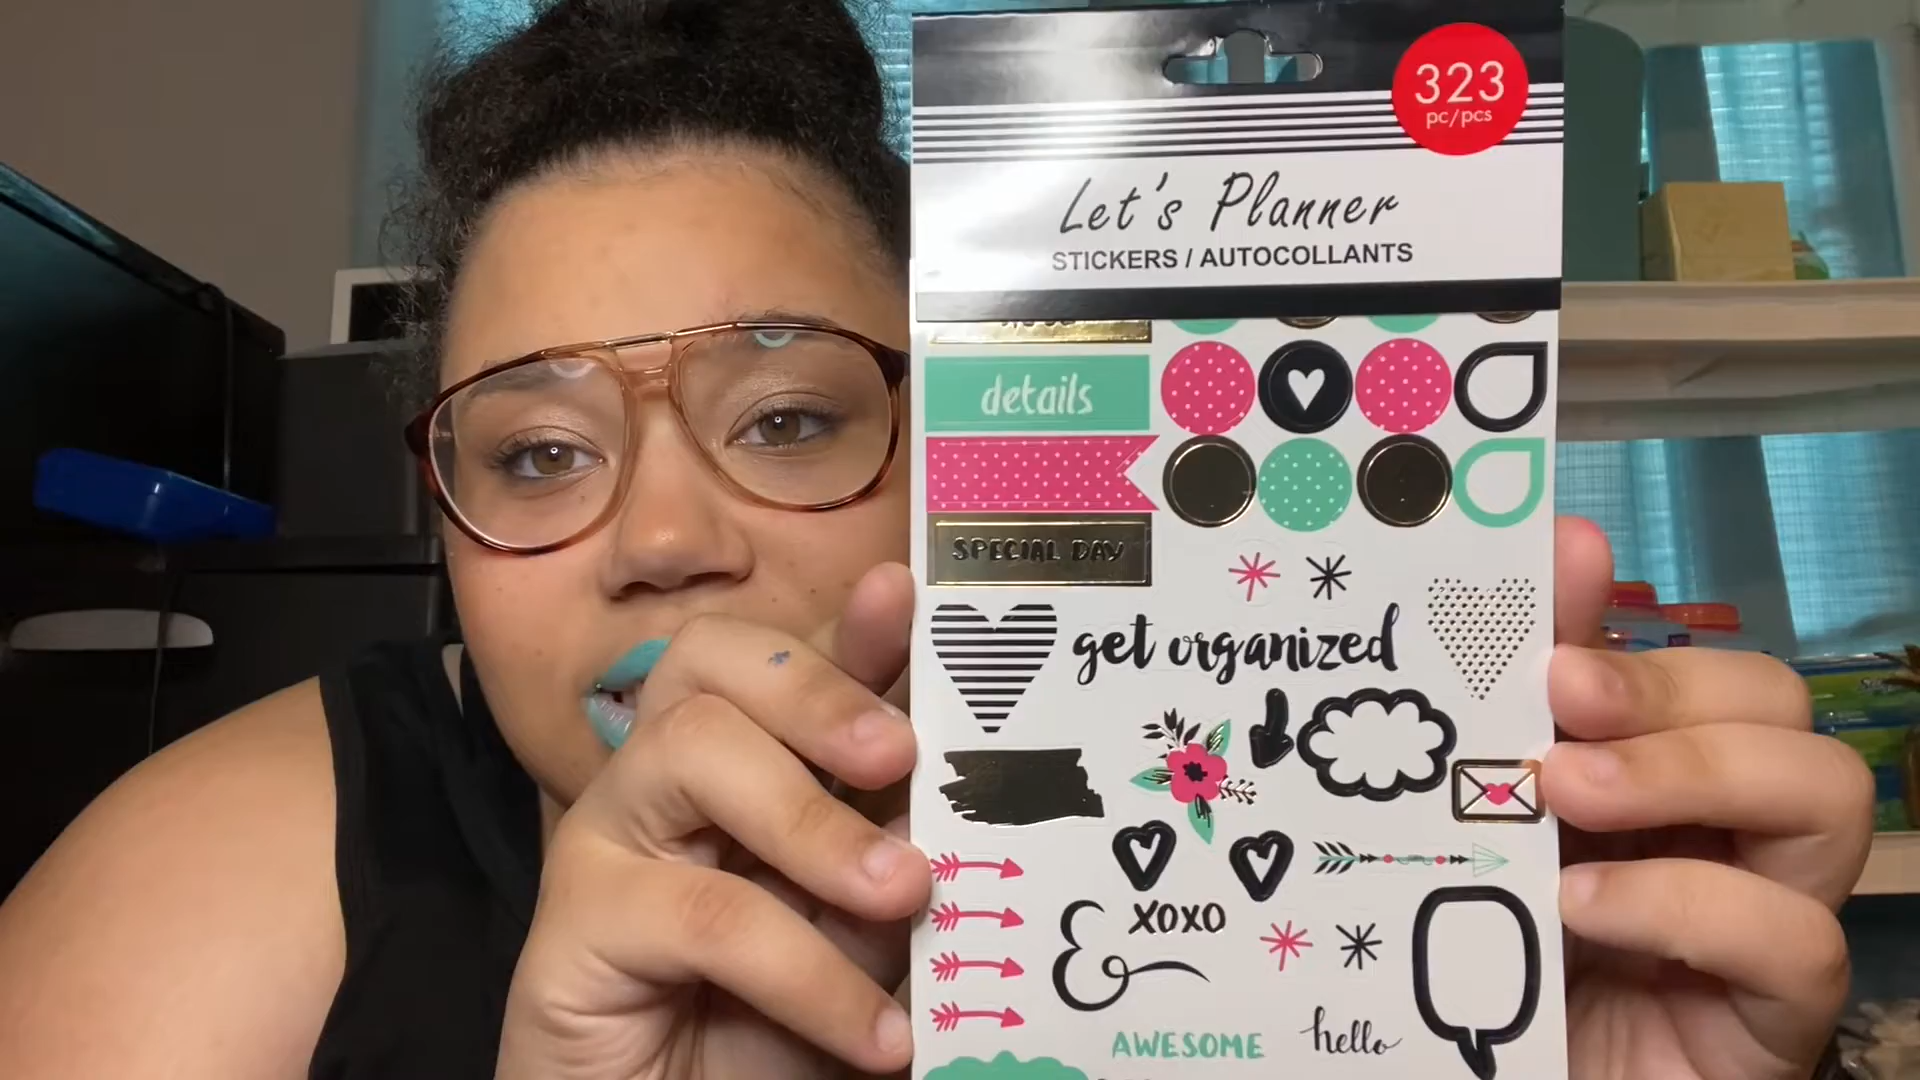 323
pc/pcs
Let's Planner
STICKERS / AUTOCOLLANTS
details
SPECIAL DAY
get organized
&
XOXO
AWESOME
hello